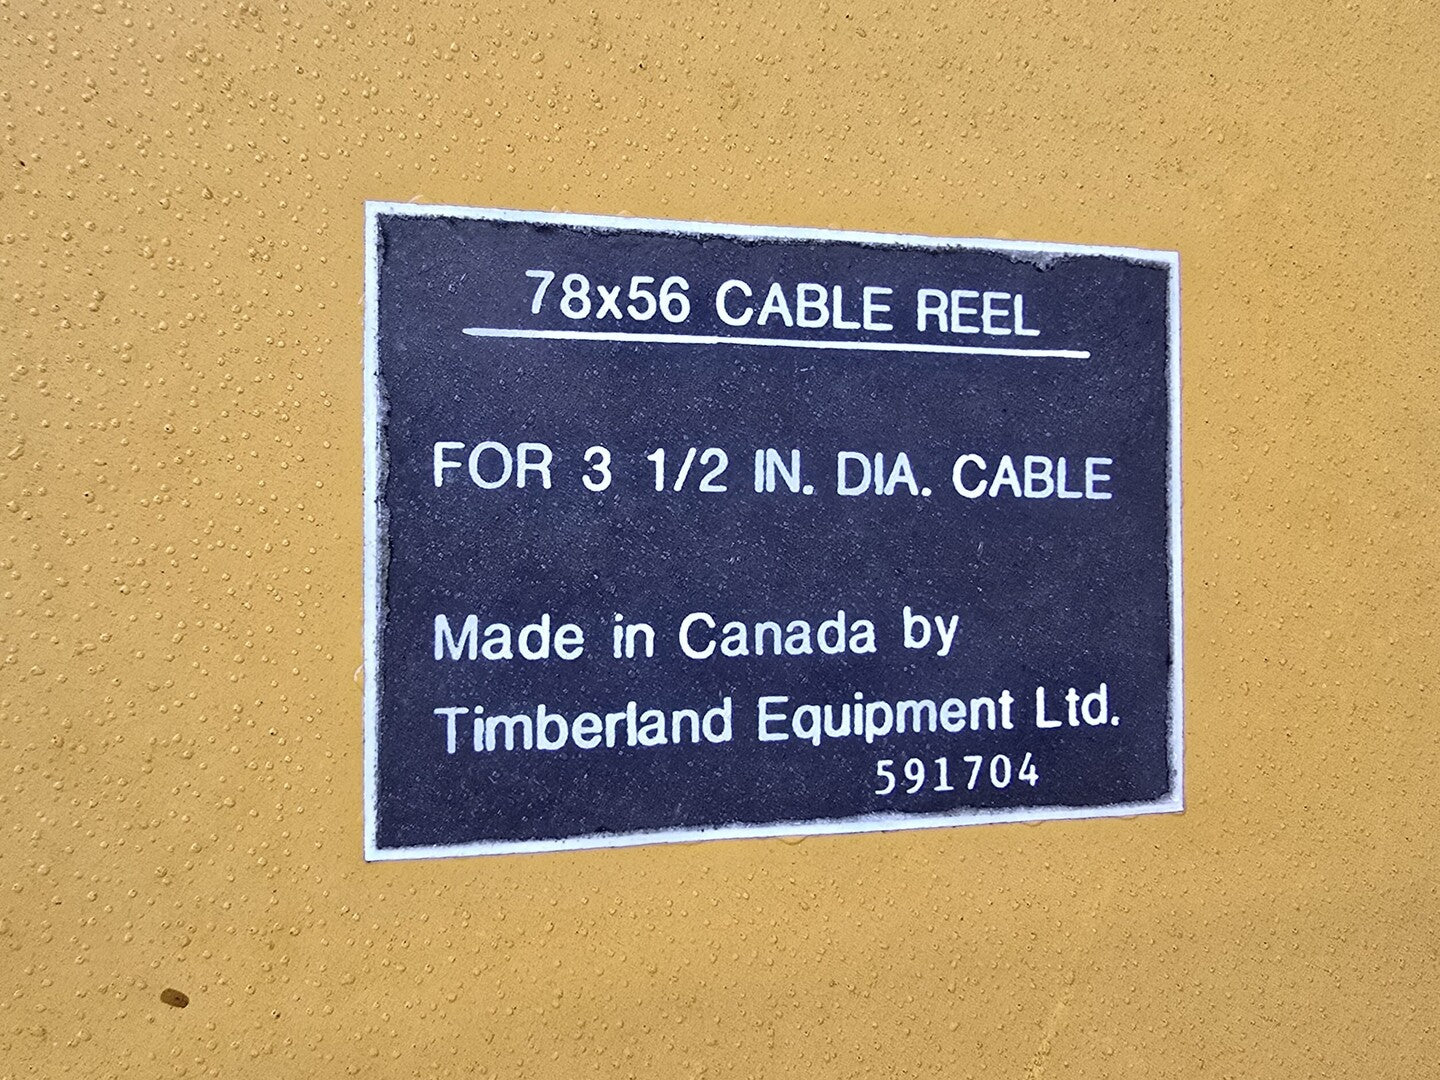 78x56 CABLE REEL
FOR 3 1/2 IN. DIA. CABLE
Made in Canada by
Timberland Equipment Ltd.
591704